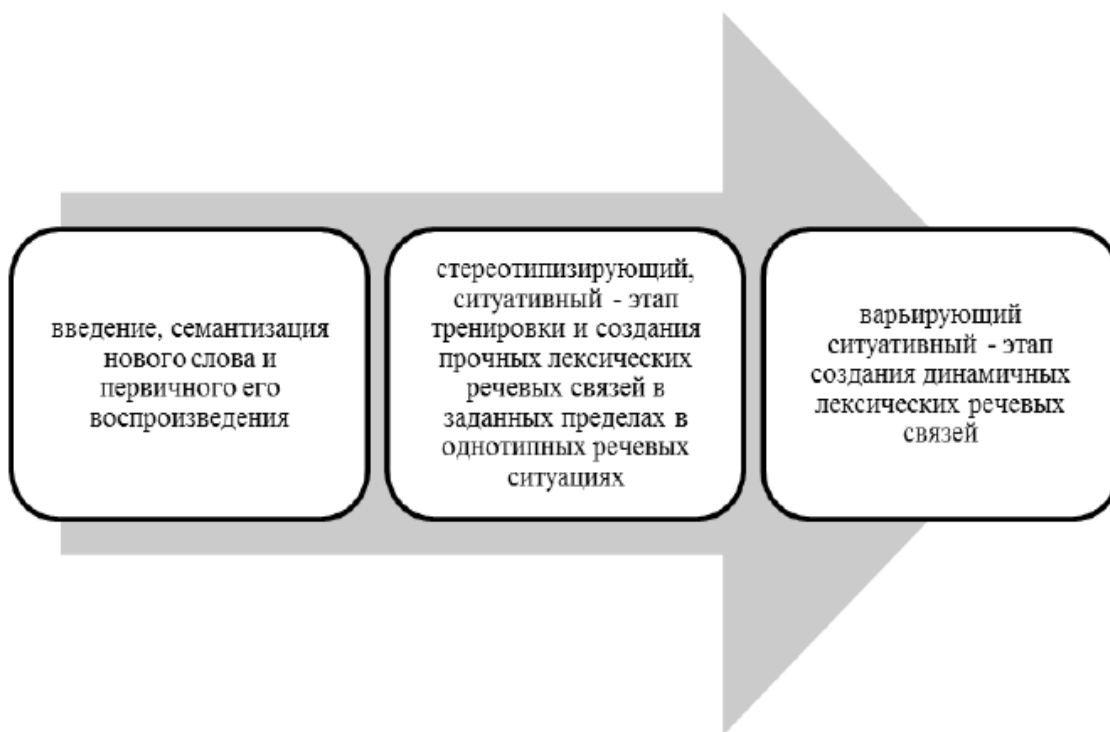 введение, семантизация
нового слова и
первичного его
воспроизведения
стереотипизирующий,
ситуативный - этап
тренировки и создания
прочных лексических
речевых связей в
заданных пределах в
однотипных речевых
ситуациях
варьирующий
ситуативный - этап
создания динамичных
лексических речевых
связей